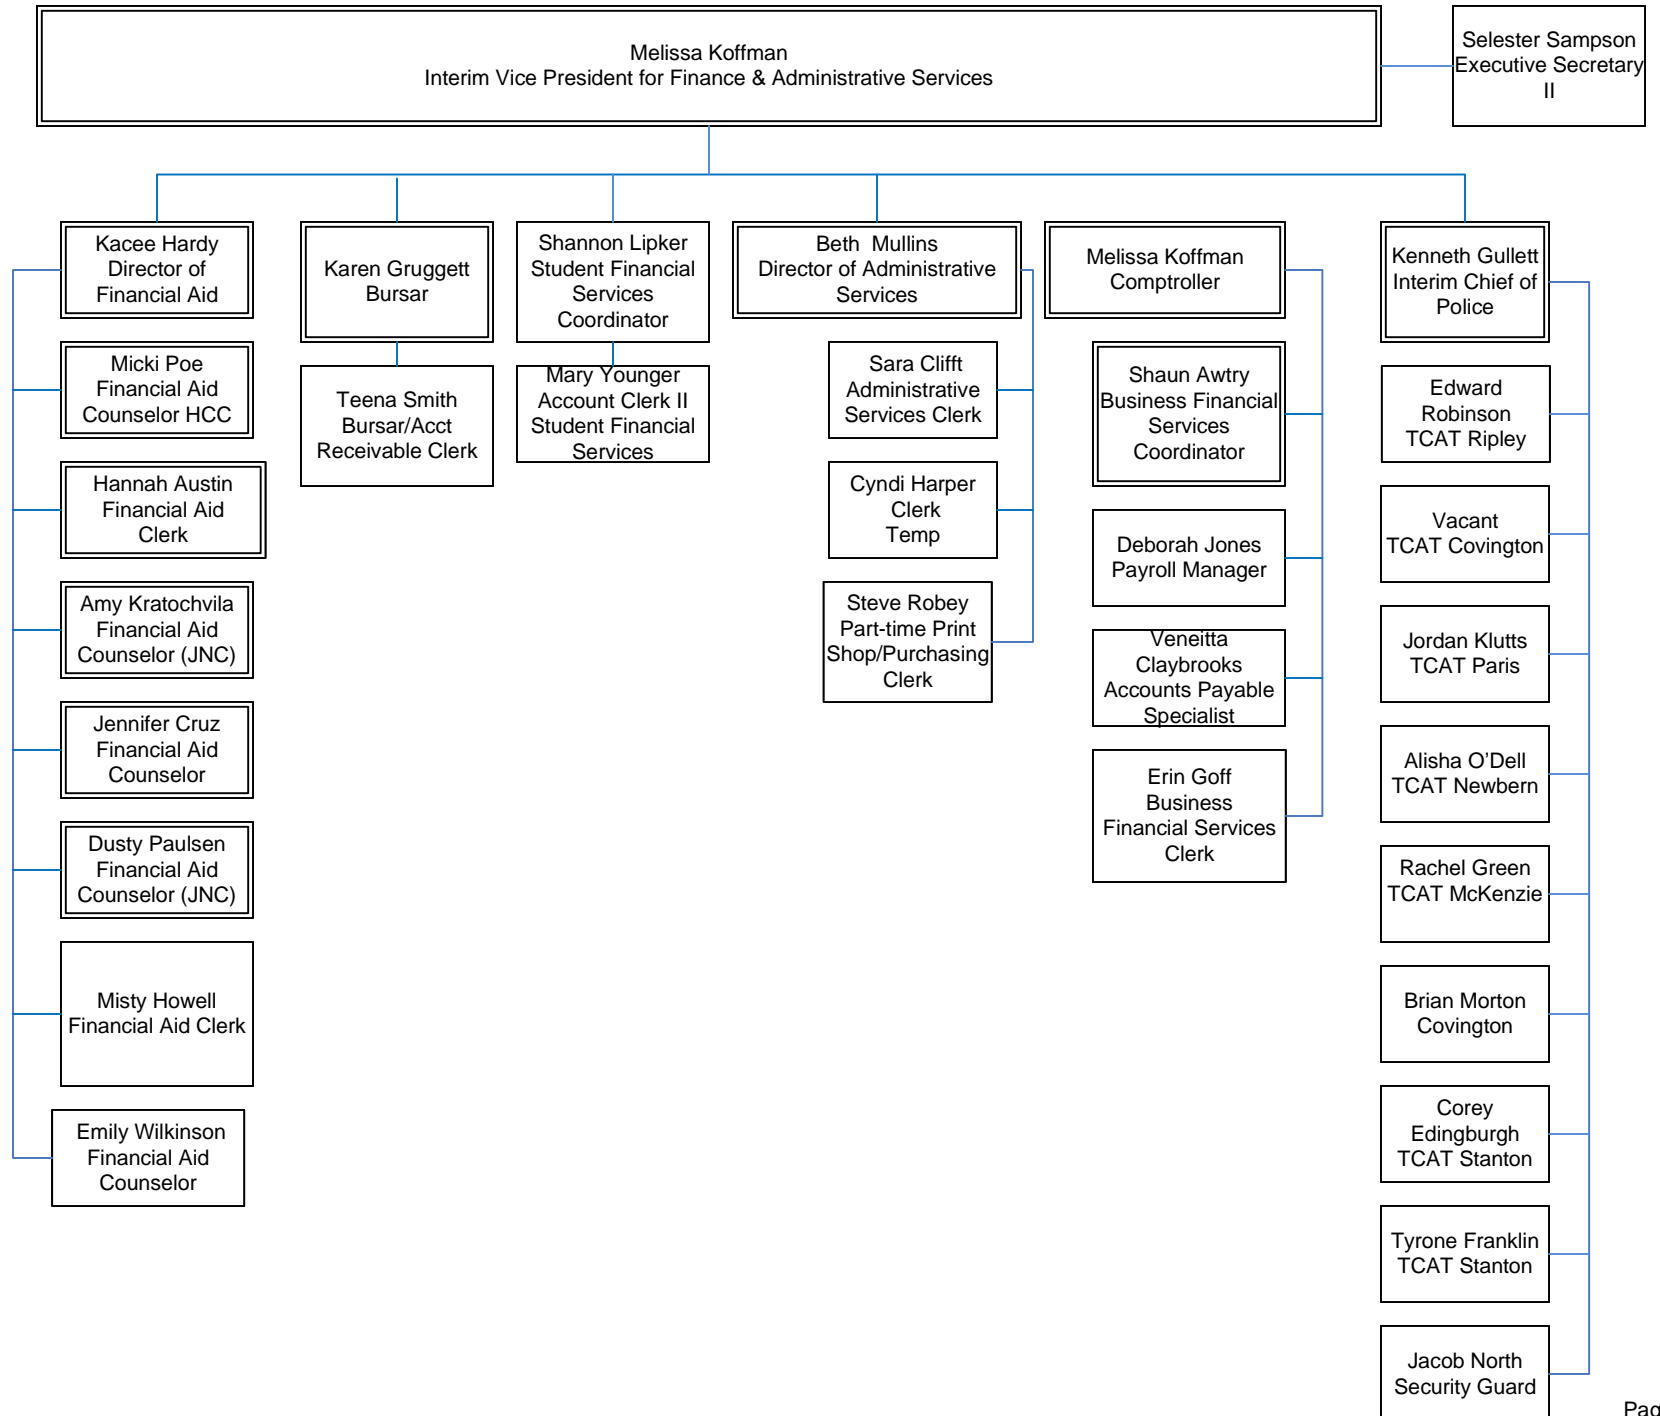 Melissa Koffman
Interim Vice President for Finance & Administrative Services
Selester Sampson
Executive Secretary
II
Kacee Hardy
Director of
Financial Aid
Micki Poe
Financial Aid
Counselor HCC
Hannah Austin
Financial Aid
Clerk
Amy Kratochvila
Financial Aid
Counselor (JNC)
Jennifer Cruz
Financial Aid
Counselor
Dusty Paulsen
Financial Aid
Counselor (JNC)
Misty Howell
Financial Aid Clerk
Emily Wilkinson
Financial Aid
Counselor
Karen Gruggett
Bursar
Teena Smith
Bursar/Acct
Receivable Clerk
Shannon Lipker
Student Financial
Services
Coordinator
Mary Younger
Account Clerk II
Student Financial
Services
Beth  Mullins
Director of Administrative
Services
Sara Clifft
Administrative
Services Clerk
Cyndi Harper
Clerk
Temp
Steve Robey
Part-time Print
Shop/Purchasing
Clerk
Melissa Koffman
Comptroller
Shaun Awtry
Business Financial
Services
Coordinator
Deborah Jones
Payroll Manager
Veneitta
Claybrooks
Accounts Payable
Specialist
Erin Goff
Business
Financial Services
Clerk
Kenneth Gullett
Interim Chief of
Police
Edward
Robinson
TCAT Ripley
Vacant
TCAT Covington
Jordan Klutts
TCAT Paris
Alisha O’Dell
TCAT Newbern
Rachel Green
TCAT McKenzie
Brian Morton
Covington
Corey
Edingburgh
TCAT Stanton
Tyrone Franklin
TCAT Stanton
Jacob North
Security Guard
Pag